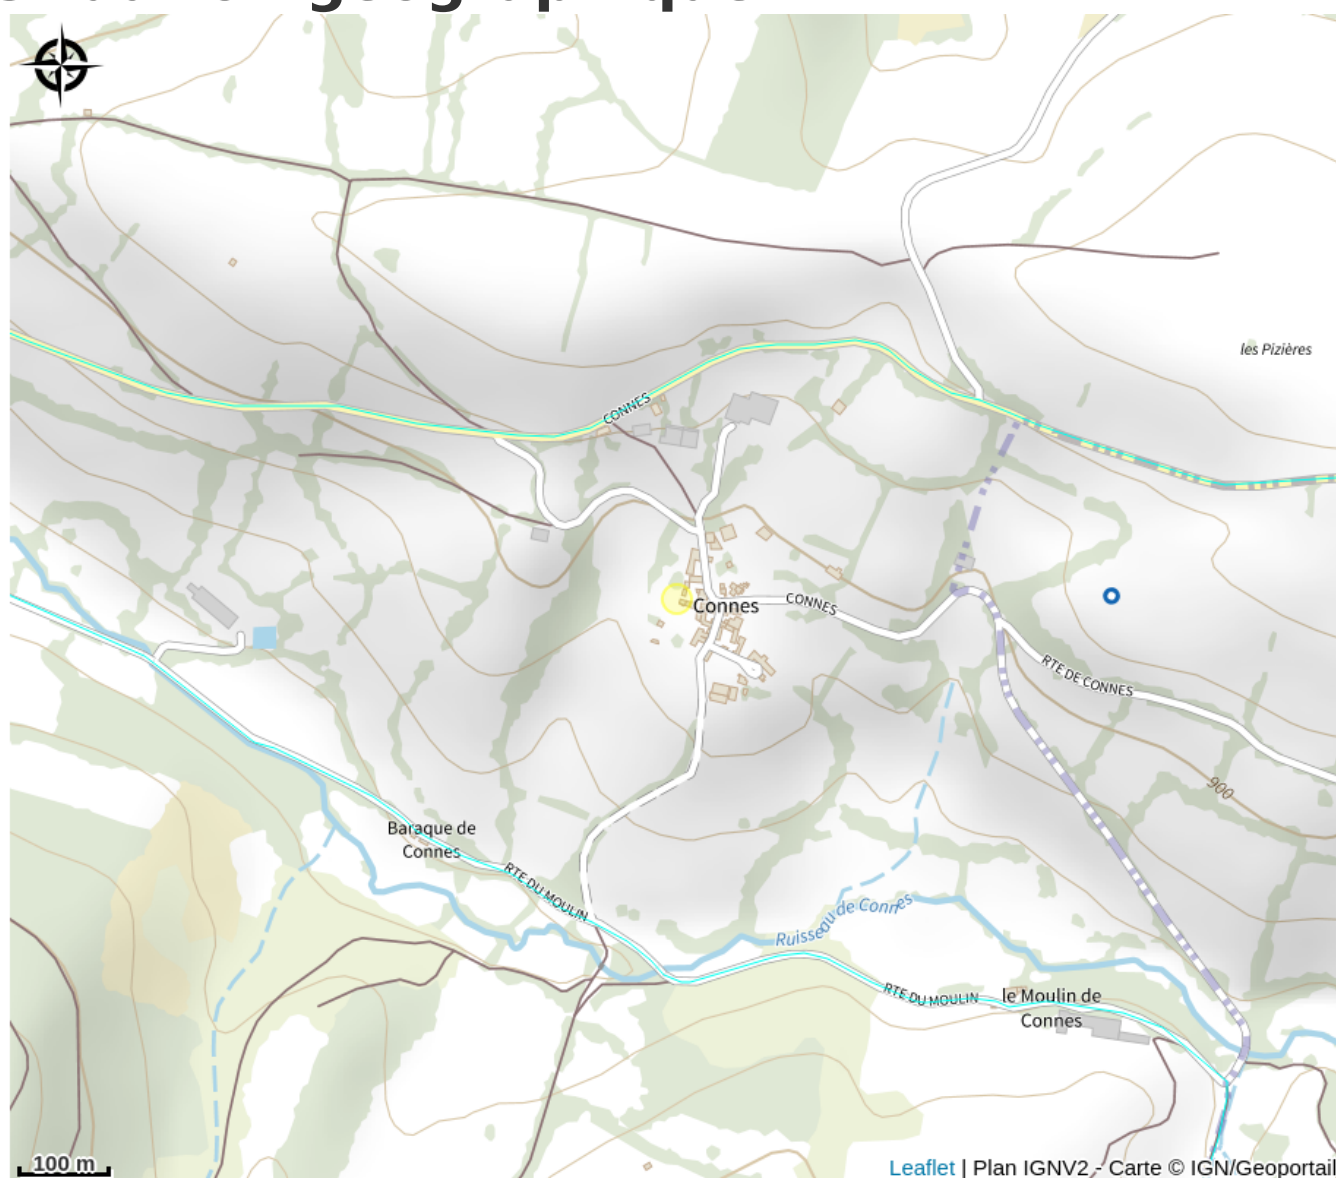 les Pizières
CONNES
Connes
CONNES
RTE DE CONNES
900
Baraque de
Connes
RTE DU MOULIN
Ruisseau de Connes
RTE DU MOULIN
le Moulin de
Connes
100 m
Leaflet | Plan IGNV2 - Carte © IGN/Geoportail